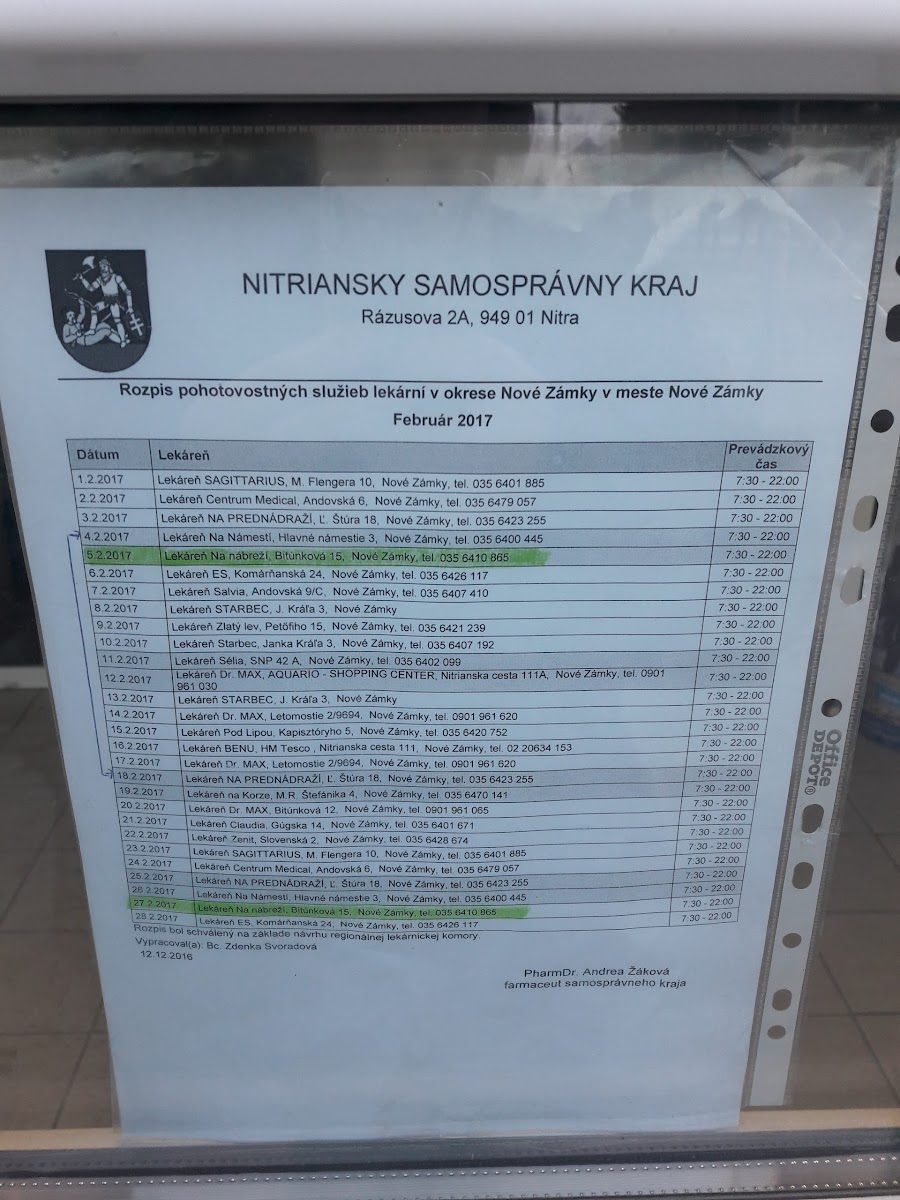 NITRIANSKY SAMOSPRÁVNY KRAJ
Rázusova 2A, 949 01 Nitra
Rozpis pohotovostných služieb lekární v okrese Nové Zámky v meste Nové Zámky
Február 2017
Dátum Lekáreň Prevádzkový čas
1.2.2017 Lekáreň SAGITTARIUS, M. Flengera 10, Nové Zámky, tel. 035 6401 885 7:30 - 22:00
2.2.2017 Lekáreň Centrum Medical, Andovská 6, Nové Zámky, tel. 035 6479 057 7:30 - 22:00
3.2.2017 Lekáreň NA PREDNÁDRAŽÍ, Ľ. Štúra 18, Nové Zámky, tel. 035 6423 255 7:30 - 22:00
4.2.2017 Lekáreň Na Námestí, Hlavné námestie 3, Nové Zámky, tel. 035 6400 445 7:30 - 22:00
5.2.2017 Lekáreň Na nábreží, Bitúnková 15, Nové Zámky, tel. 035 6410 865 7:30 - 22:00
6.2.2017 Lekáreň ES, Komárňanská 24, Nové Zámky, tel. 035 6426 117 7:30 - 22:00
7.2.2017 Lekáreň Salvia, Andovská 9/C, Nové Zámky, tel. 035 6407 410 7:30 - 22:00
8.2.2017 Lekáreň STARBEC, J. Kráľa 3, Nové Zámky 7:30 - 22:00
9.2.2017 Lekáreň Zlatý lev, Petöfiho 15, Nové Zámky, tel. 035 6421 239 7:30 - 22:00
10.2.2017 Lekáreň Starbec, Janka Kráľa 3, Nové Zámky, tel. 035 6407 192 7:30 - 22:00
11.2.2017 Lekáreň Sélia, SNP 42 A, Nové Zámky, tel. 035 6402 099 7:30 - 22:00
12.2.2017 Lekáreň Dr. MAX, AQUARIO - SHOPPING CENTER, Nitrianska cesta 111A, Nové Zámky, tel. 0901 7:30 - 22:00
961 030
13.2.2017 Lekáreň STARBEC, J. Kráľa 3, Nové Zámky 7:30 - 22:00
14.2.2017 Lekáreň Dr. MAX, Letomostie 2/9694, Nové Zámky, tel. 0901 961 620 7:30 - 22:00
15.2.2017 Lekáreň Pod Lipou, Kapisztóryho 5, Nové Zámky, tel. 035 6420 752 7:30 - 22:00
16.2.2017 Lekáreň BENU, HM Tesco , Nitrianska cesta 111, Nové Zámky, tel. 02 20634 153 7:30 - 22:00
17.2.2017 Lekáreň Dr. MAX, Letomostie 2/9694, Nové Zámky, tel. 0901 961 620 7:30 - 22:00
18.2.2017 Lekáreň NA PREDNÁDRAŽÍ, Ľ. Štúra 18, Nové Zámky, tel. 035 6423 255 7:30 - 22:00
19.2.2017 Lekáreň na Korze, M.R. Štefánika 4, Nové Zámky, tel. 035 6470 141 7:30 - 22:00
20.2.2017 Lekáreň Dr. MAX, Bitúnková 12, Nové Zámky, tel. 0901 961 065 7:30 - 22:00
21.2.2017 Lekáreň Claudia, Gúgska 14, Nové Zámky, tel. 035 6401 671 7:30 - 22:00
22.2.2017 Lekáreň Zenit, Slovenská 2, Nové Zámky, tel. 035 6428 674 7:30 - 22:00
23.2.2017 Lekáreň SAGITTARIUS, M. Flengera 10, Nové Zámky, tel. 035 6401 885 7:30 - 22:00
24.2.2017 Lekáreň Centrum Medical, Andovská 6, Nové Zámky, tel. 035 6479 057 7:30 - 22:00
25.2.2017 Lekáreň NA PREDNÁDRAŽÍ, Ľ. Štúra 18, Nové Zámky, tel. 035 6423 255 7:30 - 22:00
26.2.2017 Lekáreň Na Námestí, Hlavné námestie 3, Nové Zámky, tel. 035 6400 445 7:30 - 22:00
27.2.2017 Lekáreň Na nábreží, Bitúnková 15, Nové Zámky, tel. 035 6410 865 7:30 - 22:00
28.2.2017 Lekáreň ES, Komárňanská 24, Nové Zámky, tel. 035 6426 117 7:30 - 22:00
Rozpis bol schválený na základe návrhu regionálnej lekárnickej komory.
Vypracoval(a): Bc. Zdenka Svoradová
12.12.2016
PharmDr. Andrea Žáková
farmaceut samosprávneho kraja
Office
DEPOT®